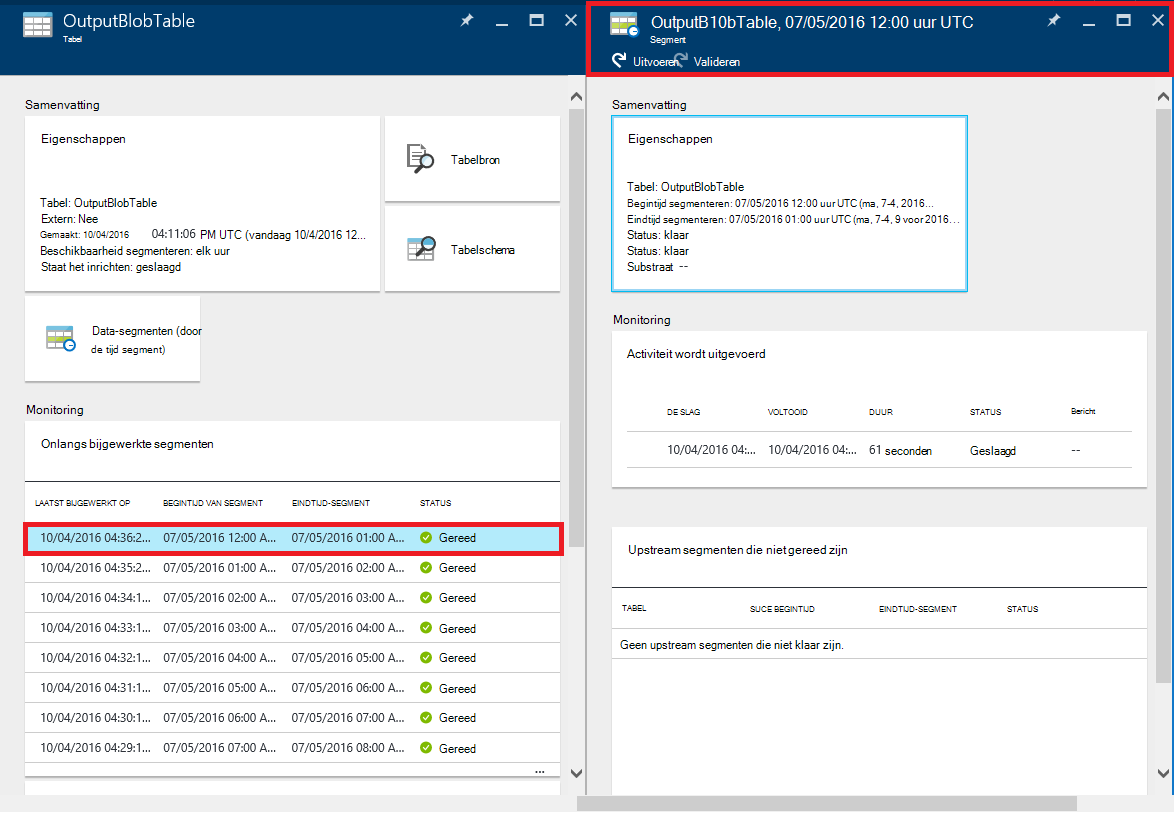 OutputBlobTable
Tabel
Samenvatting
Eigenschappen
Tabel: OutputBlobTable
Extern: Nee
Gemaakt: 10/04/2016 04:11:06 PM UTC (vandaag 10/4/2016 12...
Beschikbaarheid segmenteren: elk uur
Staat het inrichten: geslaagd
Tabelbron
Tabelschema
Data-segmenten (door
de tijd segment)
Monitoring
Onlangs bijgewerkte segmenten
LAATST BIJGEWERKT OP BEGINTIJD VAN SEGMENT EINDTIJD-SEGMENT STATUS
10/04/2016 04:36:2... 07/05/2016 12:00 A... 07/05/2016 01:00 A... Gereed
10/04/2016 04:35:2... 07/05/2016 01:00 A... 07/05/2016 02:00 A... Gereed
10/04/2016 04:34:1... 07/05/2016 02:00 A... 07/05/2016 03:00 A... Gereed
10/04/2016 04:33:1... 07/05/2016 03:00 A... 07/05/2016 04:00 A... Gereed
10/04/2016 04:32:1... 07/05/2016 04:00 A... 07/05/2016 05:00 A... Gereed
10/04/2016 04:31:1... 07/05/2016 05:00 A... 07/05/2016 06:00 A... Gereed
10/04/2016 04:30:1... 07/05/2016 06:00 A... 07/05/2016 07:00 A... Gereed
10/04/2016 04:29:1... 07/05/2016 07:00 A... 07/05/2016 08:00 A... Gereed
...
OutputB10bTable, 07/05/2016 12:00 uur UTC
Segment
Uitvoeren Valideren
Samenvatting
Eigenschappen
Tabel: OutputBlobTable
Begintijd segmenteren: 07/05/2016 12:00 uur UTC (ma, 7-4, 2016...
Eindtijd segmenteren: 07/05/2016 01:00 uur UTC (ma, 7-4, 9 voor 2016...
Status: klaar
Status: klaar
Substraat --
Monitoring
Activiteit wordt uitgevoerd
DE SLAG VOLTOOID DUUR STATUS Bericht
10/04/2016 04:... 10/04/2016 04:... 61 seconden Geslaagd --
Upstream segmenten die niet gereed zijn
TABEL SUCE BEGINTIJD EINDTIJD-SEGMENT STATUS
Geen upstream segmenten die niet klaar zijn.